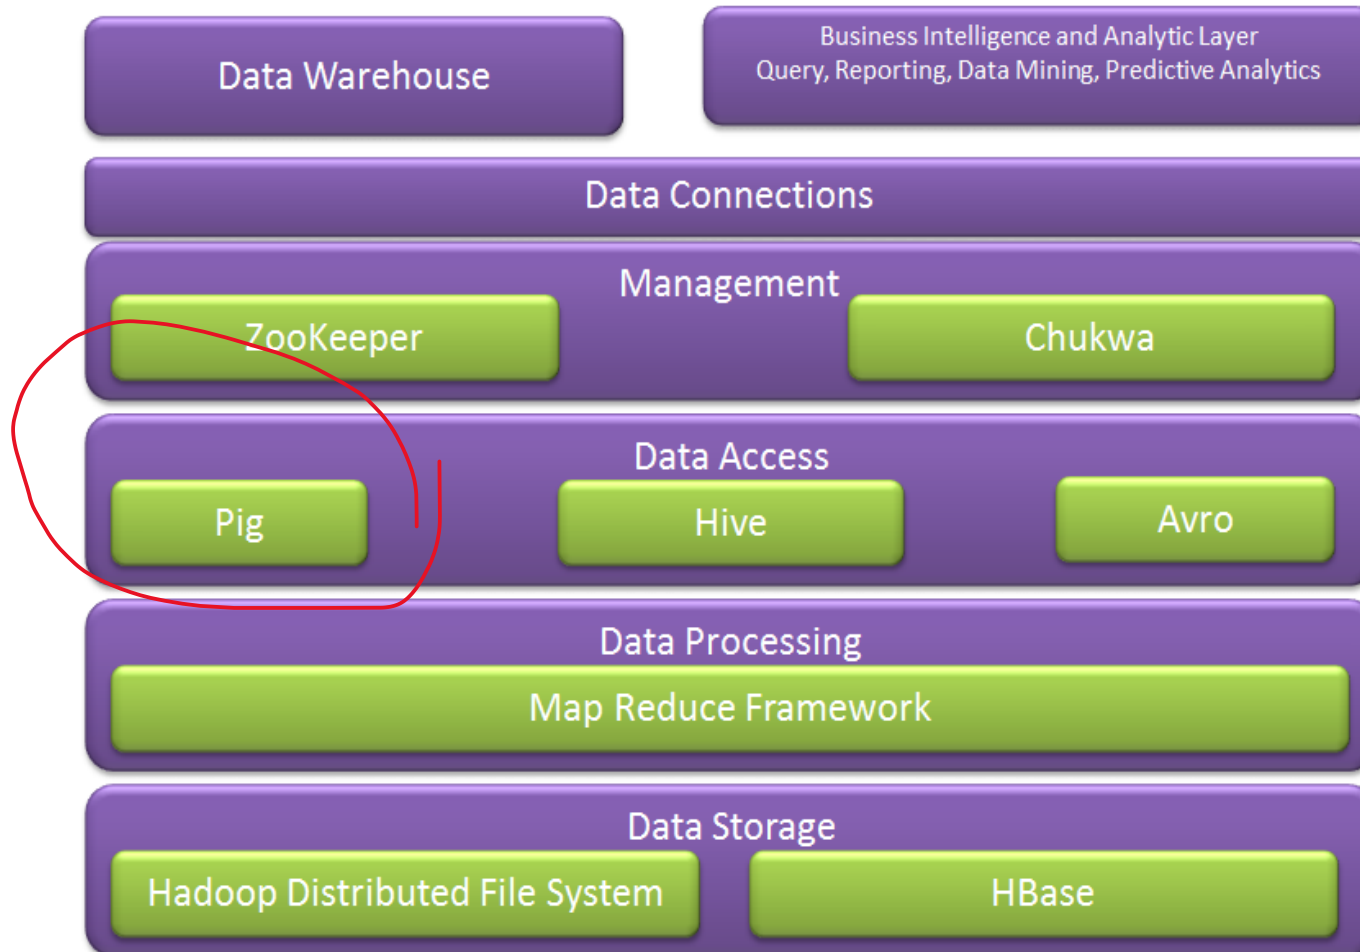 Data Warehouse
Business Intelligence and Analytic Layer
Query, Reporting, Data Mining, Predictive Analytics
Data Connections
Management
ZooKeeper
Chukwa
Data Access
Pig
Hive
Avro
Data Processing
Map Reduce Framework
Data Storage
Hadoop Distributed File System
HBase